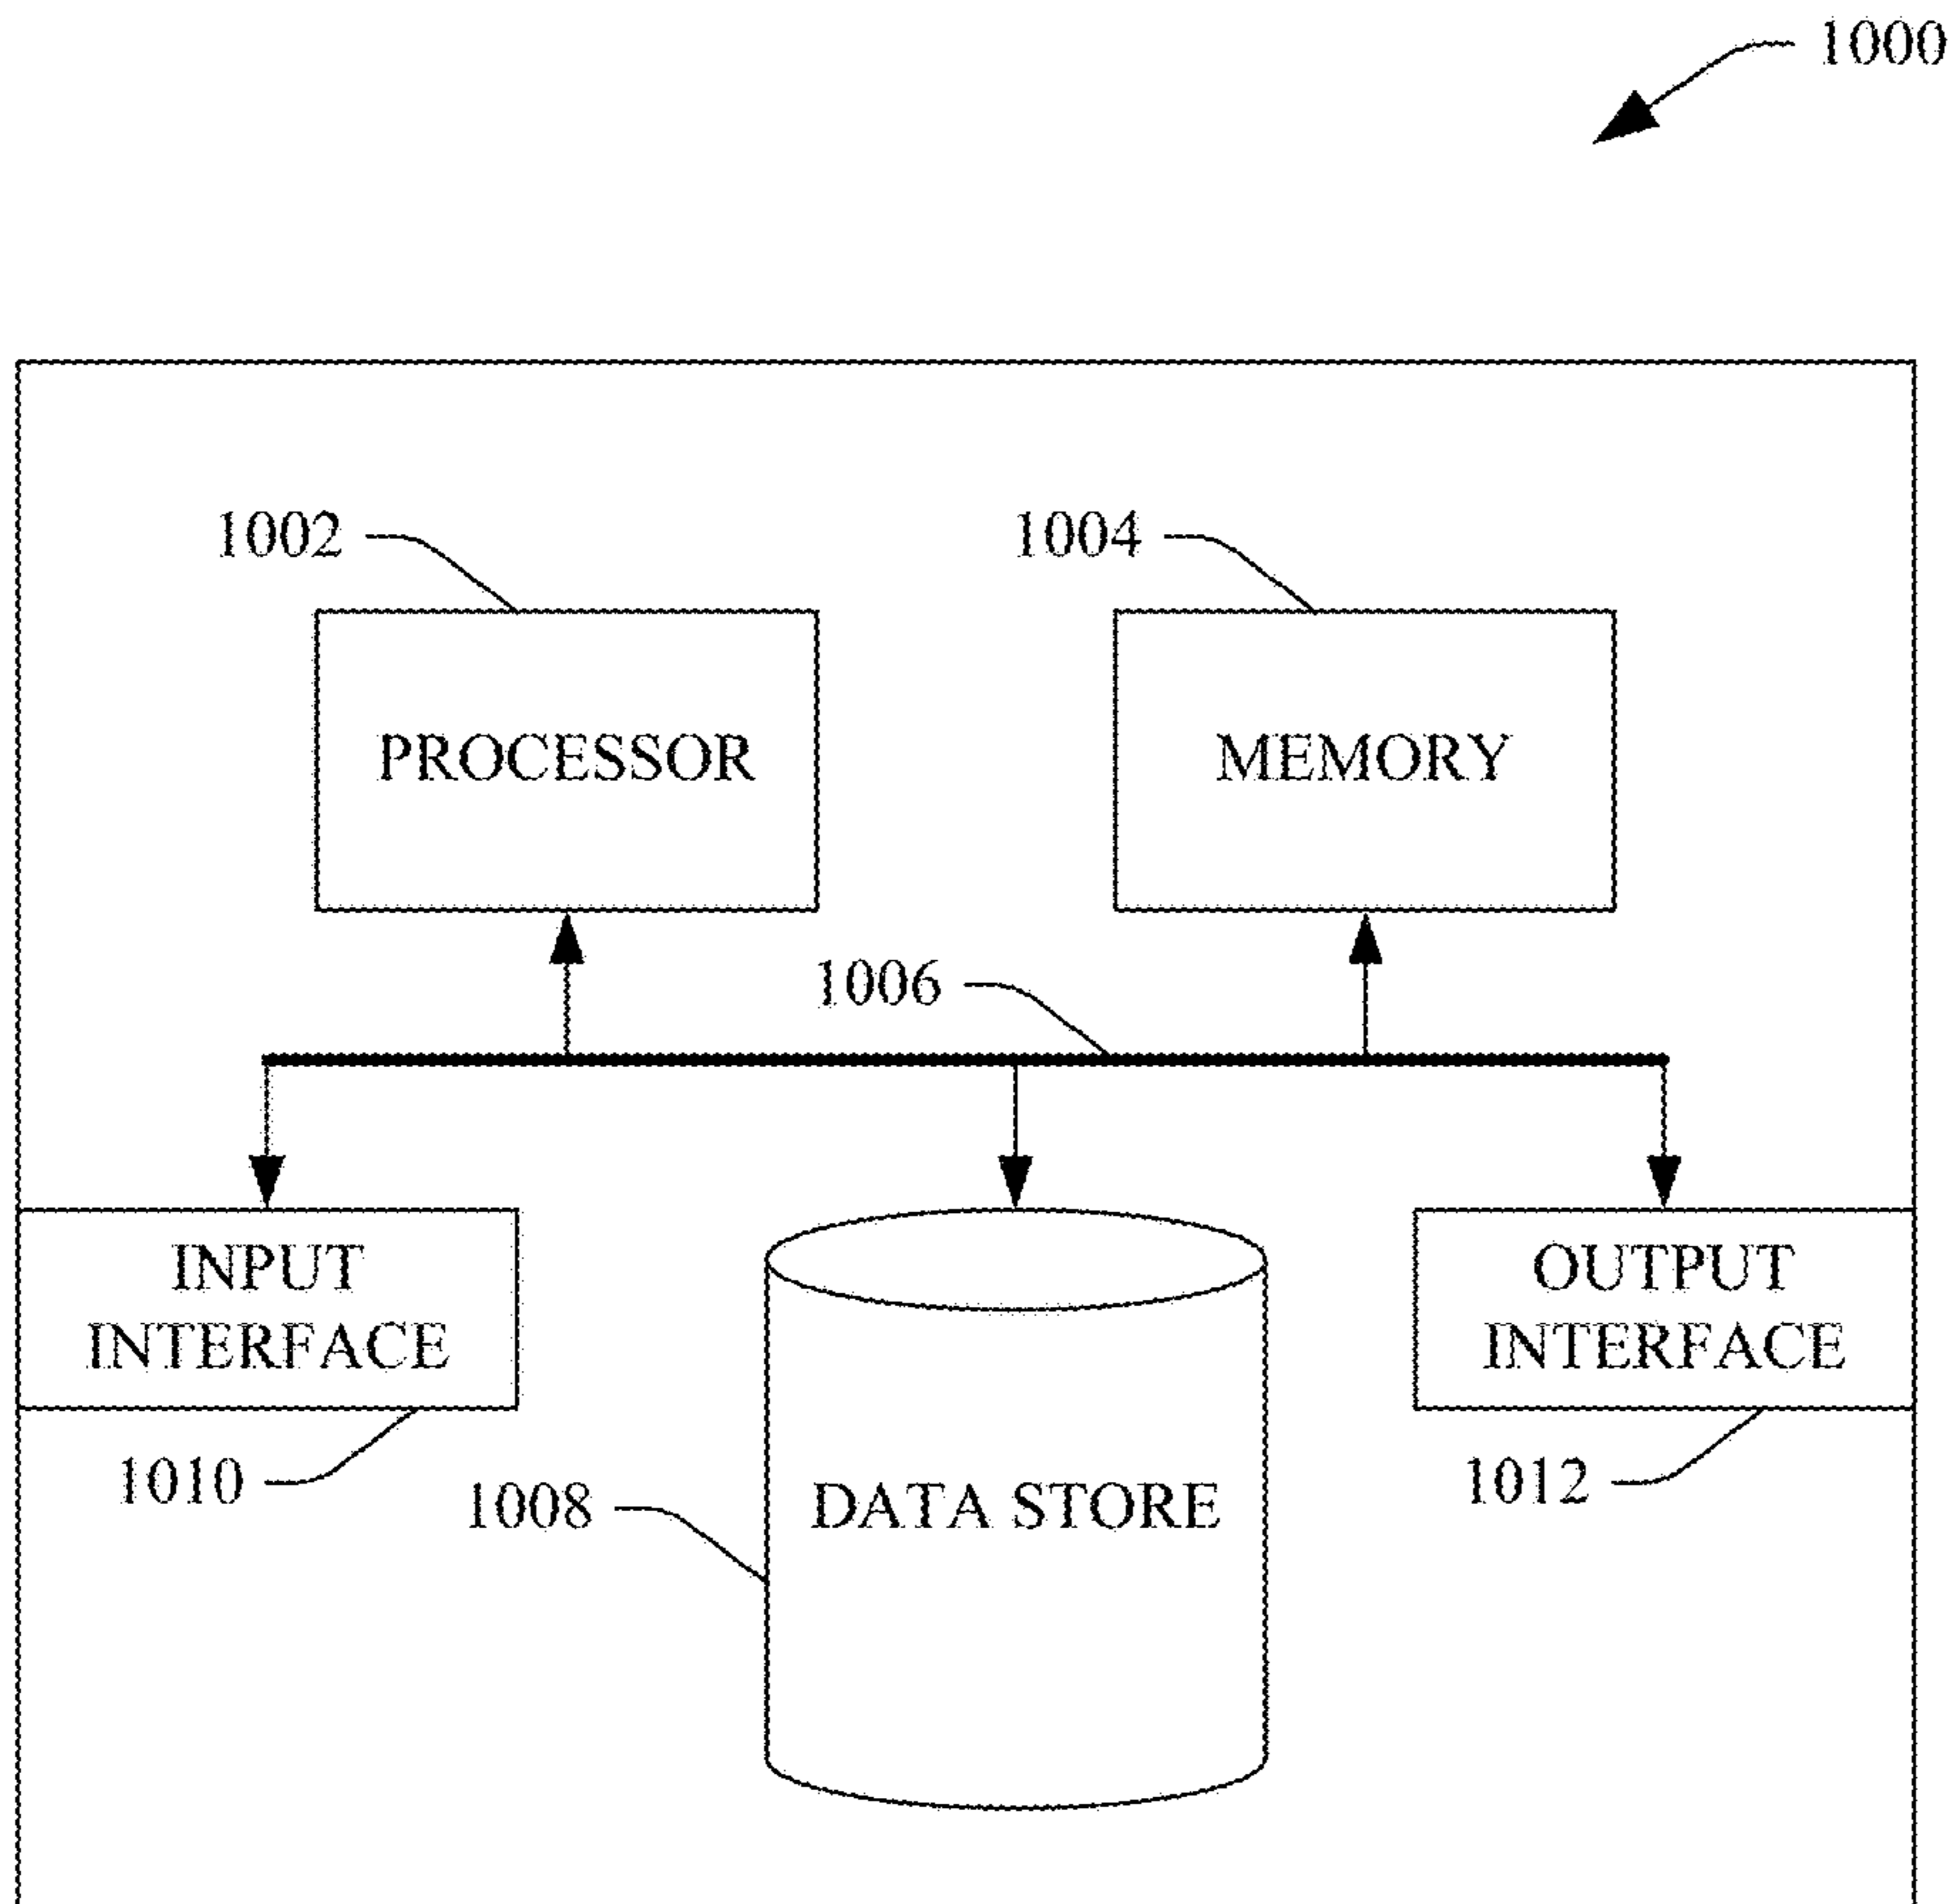 1000
1002
1004
PROCESSOR
MEMORY
1006
INPUT
INTERFACE
OUTPUT
INTERFACE
1010
1008
DATA STORE
1012